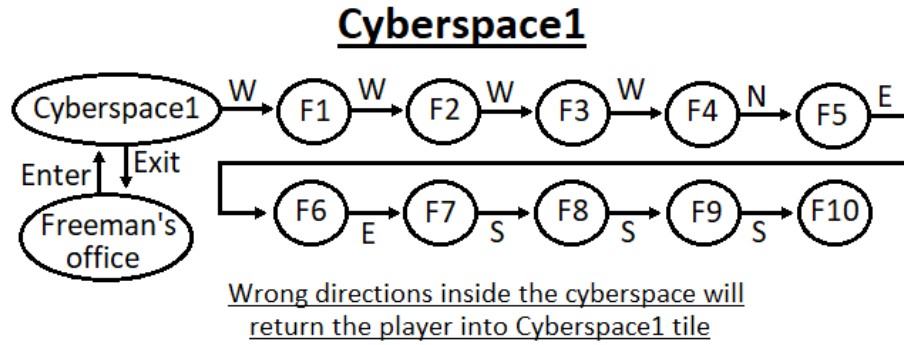 Cyberspace1
Cyberspace1 W F1 W F2 W F3 W F4 N F5 E
Enter Exit
Freeman's
office
F6 E F7 S F8 S F9 S F10
Wrong directions inside the cyberspace will
return the player into Cyberspace1 tile